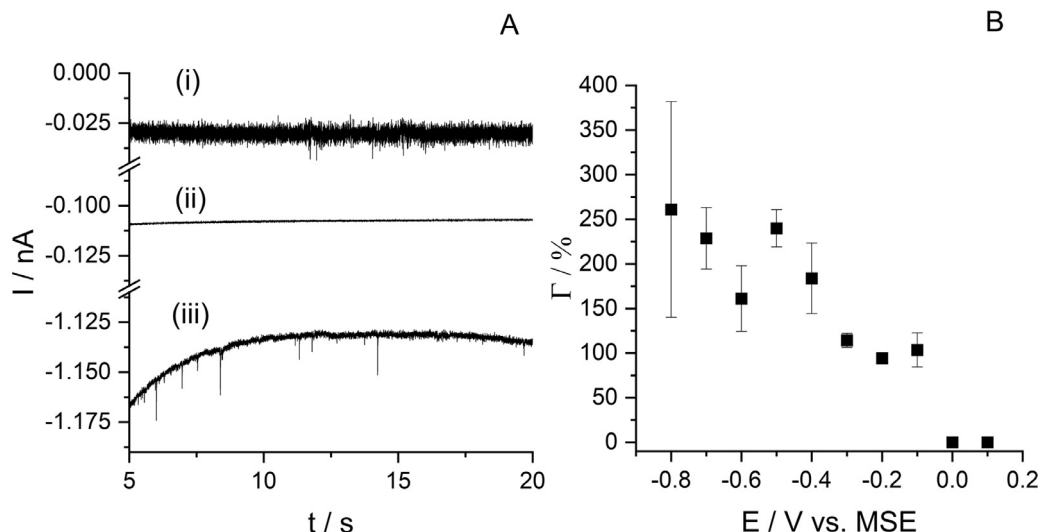 A
B
(i)
(ii)
(iii)
0.000
-0.025
-0.100
-0.125
-1.125
-1.150
-1.175
I / nA
5
10
15
20
t / s
400
350
300
250
200
150
100
50
0
Γ / %
-0.8
-0.6
-0.4
-0.2
0.0
0.2
E / V vs. MSE